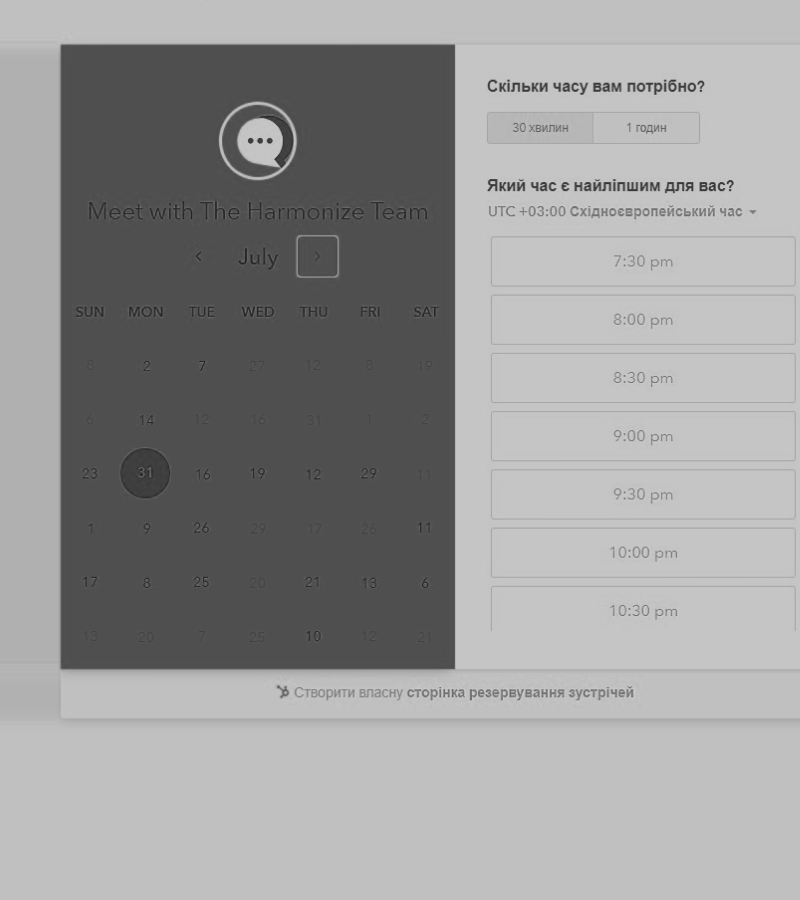 Meet with The Harmonize Team
July
SUN MON TUE WED THU FRI SAT
2 7 27 12 8 19
6 14 12 16 31 1 2
23 31 16 19 12 29 11
1 9 26 29 17 26 11
17 8 25 20 21 13 6
13 20 7 25 10 12 21
Скільки часу вам потрібно?
30 хвилин 1 годин
Який час є найліпшим для вас?
UTC +03:00 Східноєвропейський час
7:30 pm
8:00 pm
8:30 pm
9:00 pm
9:30 pm
10:00 pm
10:30 pm
Створити власну сторінка резервування зустрічей